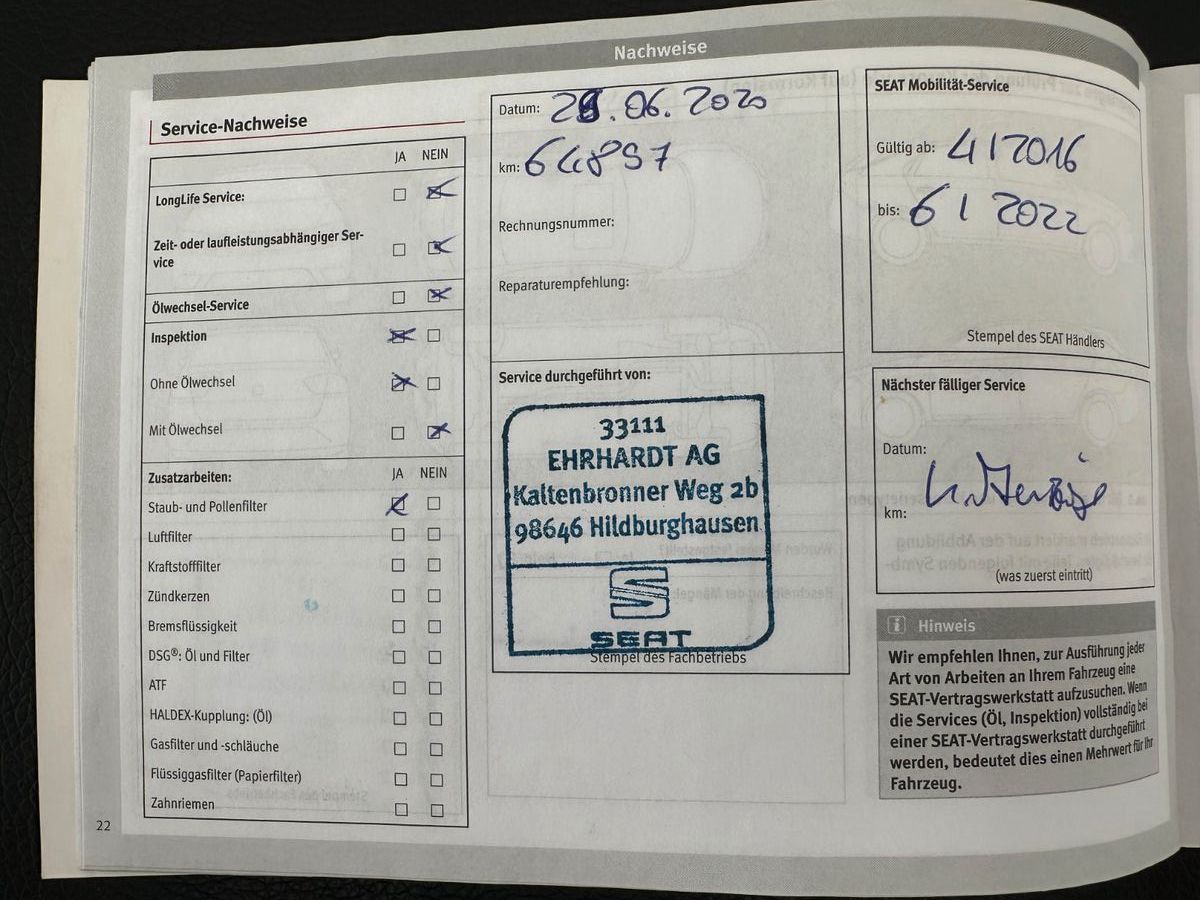 Nachweise
Service-Nachweise
JA NEIN
LongLife Service:
Zeit- oder laufleistungsabhängiger Ser-
vice
Ölwechsel-Service
Inspektion
Ohne Ölwechsel
Mit Ölwechsel
Zusatzarbeiten: JA NEIN
Staub- und Pollenfilter
Luftfilter
Kraftstofffilter
Zündkerzen
Bremsflüssigkeit
DSG®: Öl und Filter
ATF
HALDEX-Kupplung: (Öl)
Gasfilter und -schläuche
Flüssiggasfilter (Papierfilter)
Zahnriemen
22
Datum: .06.2020
km: 64897
Rechnungsnummer:
Reparaturempfehlung:
Service durchgeführt von:
33111
EHRHARDT AG
Kaltenbronner Weg 2b
98646 Hildburghausen
SEAT
Stempel des Fachbetriebs
SEAT Mobilität-Service
Gültig ab: 4/2016
bis: 6/2022
Stempel des SEAT Händlers
Nächster fälliger Service
Datum:
km:
(was zuerst eintritt)
i Hinweis
Wir empfehlen Ihnen, zur Ausführung jeder
Art von Arbeiten an Ihrem Fahrzeug eine
SEAT-Vertragswerkstatt aufzusuchen. Wenn
die Services (Öl, Inspektion) vollständig bei
einer SEAT-Vertragswerkstatt durchgeführt
werden, bedeutet dies einen Mehrwert für Ihr
Fahrzeug.